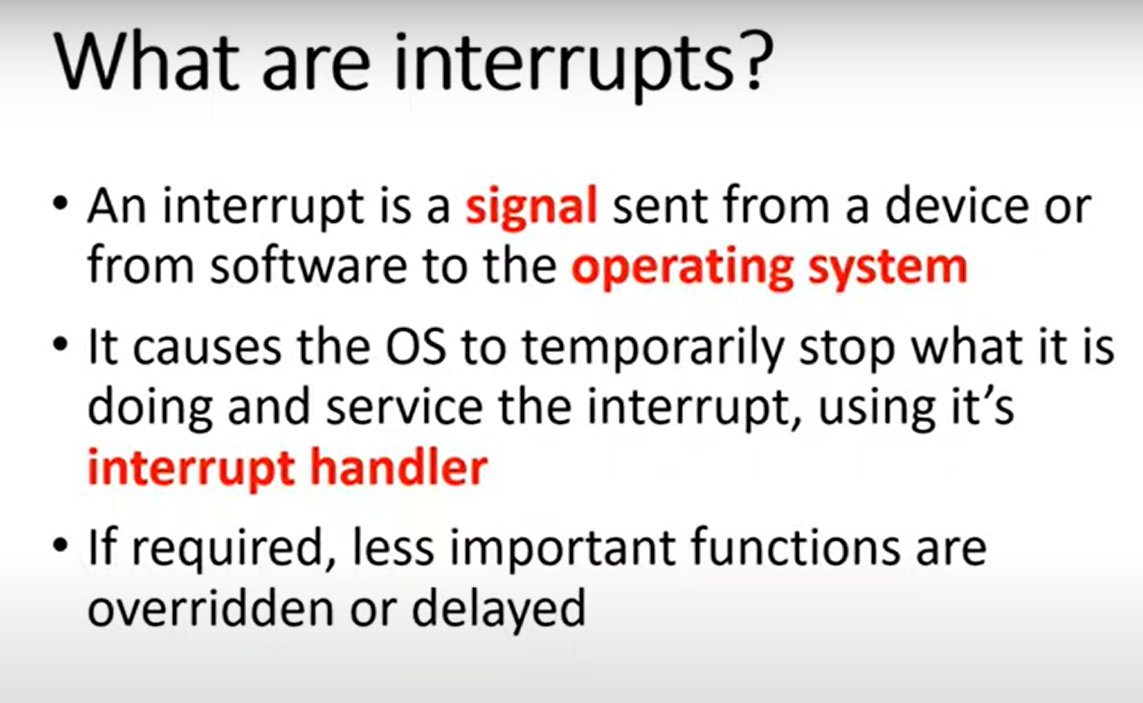 What are interrupts?
• An interrupt is a signal sent from a device or
from software to the operating system
• It causes the OS to temporarily stop what it is
doing and service the interrupt, using it’s
interrupt handler
• If required, less important functions are
overridden or delayed